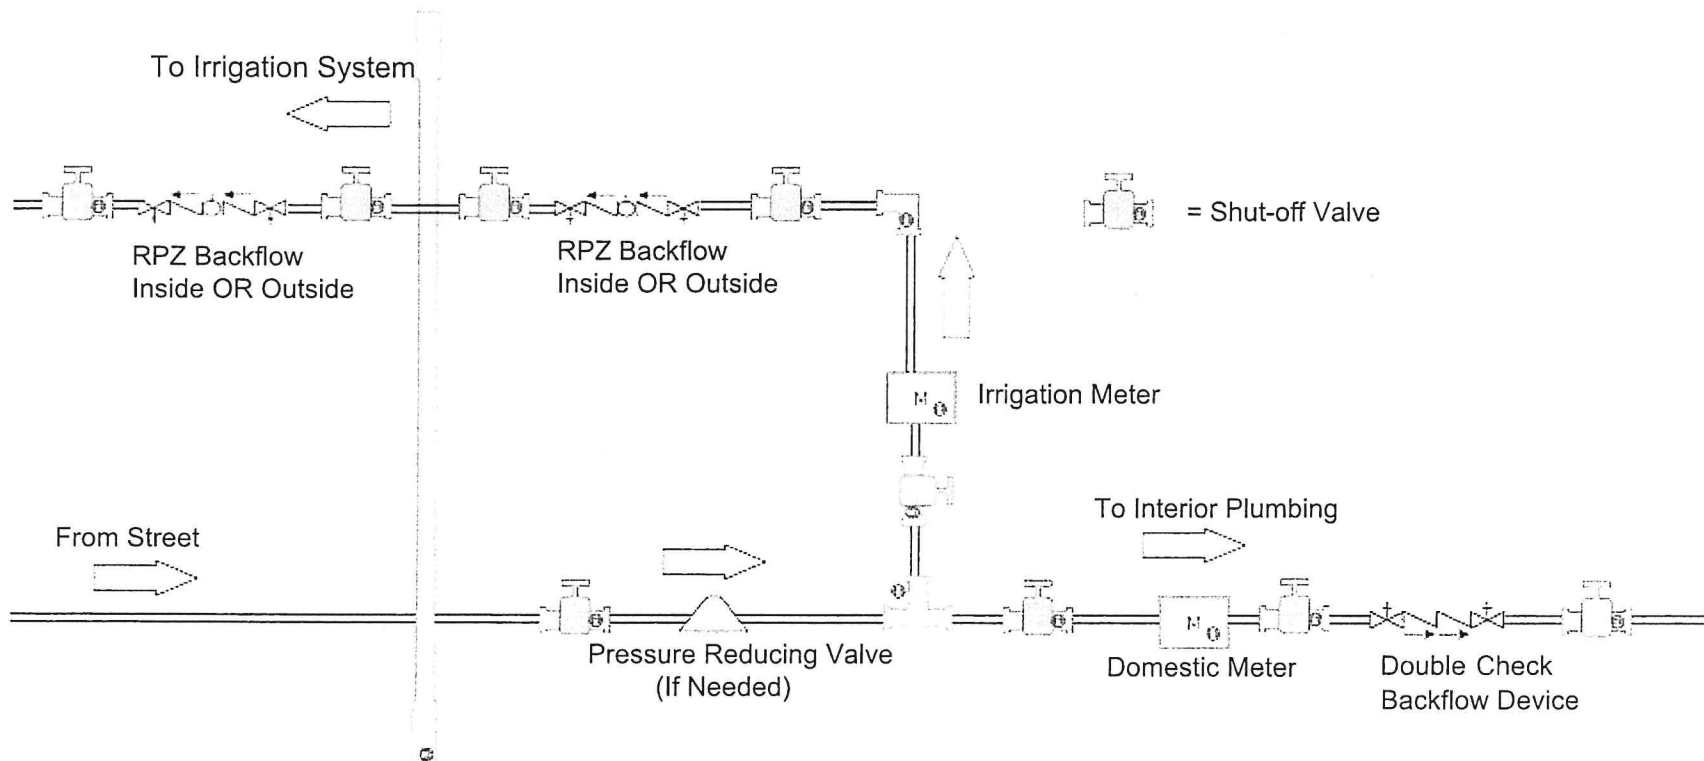 To Irrigation System
RPZ Backflow
Inside OR Outside
RPZ Backflow
Inside OR Outside
= Shut-off Valve
M
Irrigation Meter
From Street
To Interior Plumbing
Pressure Reducing Valve
(If Needed)
M
Domestic Meter
Double Check
Backflow Device